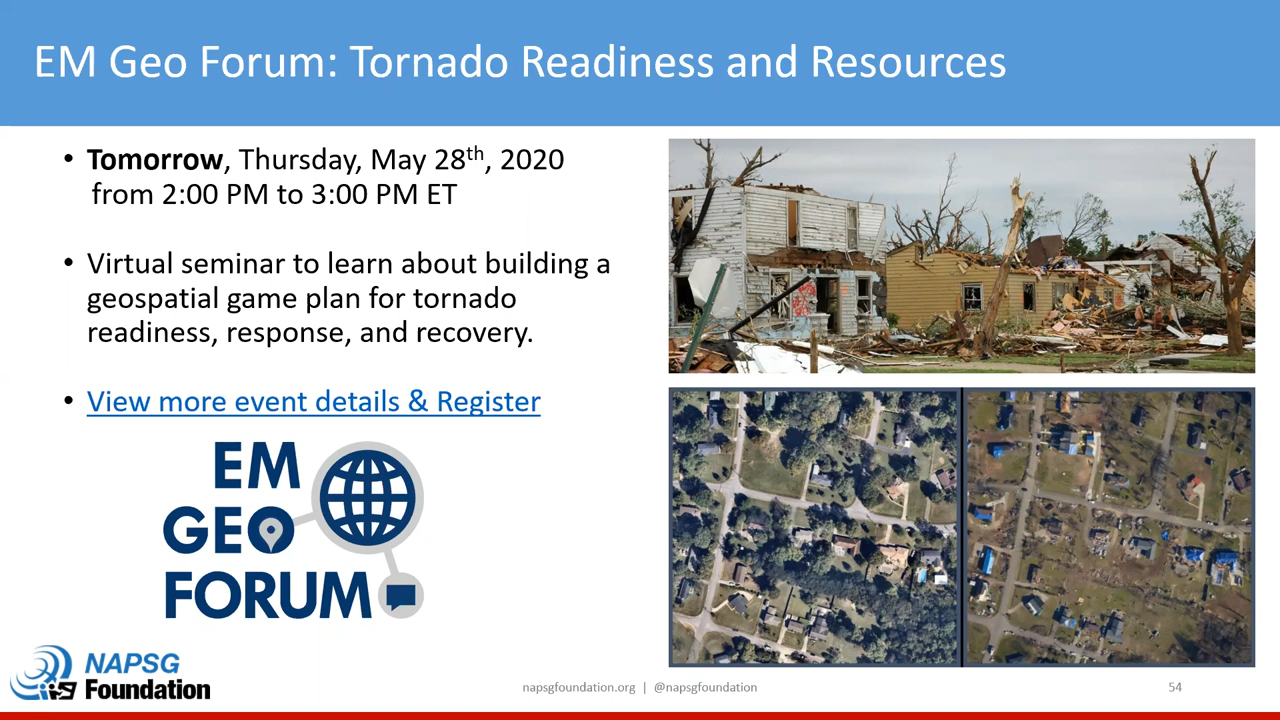 EM Geo Forum: Tornado Readiness and Resources
• Tomorrow, Thursday, May 28th, 2020
from 2:00 PM to 3:00 PM ET
• Virtual seminar to learn about building a
geospatial game plan for tornado
readiness, response, and recovery.
• View more event details & Register
EM
GEO
FORUM
NAPSG
Foundation
napsgfoundation.org | @napsgfoundation
54